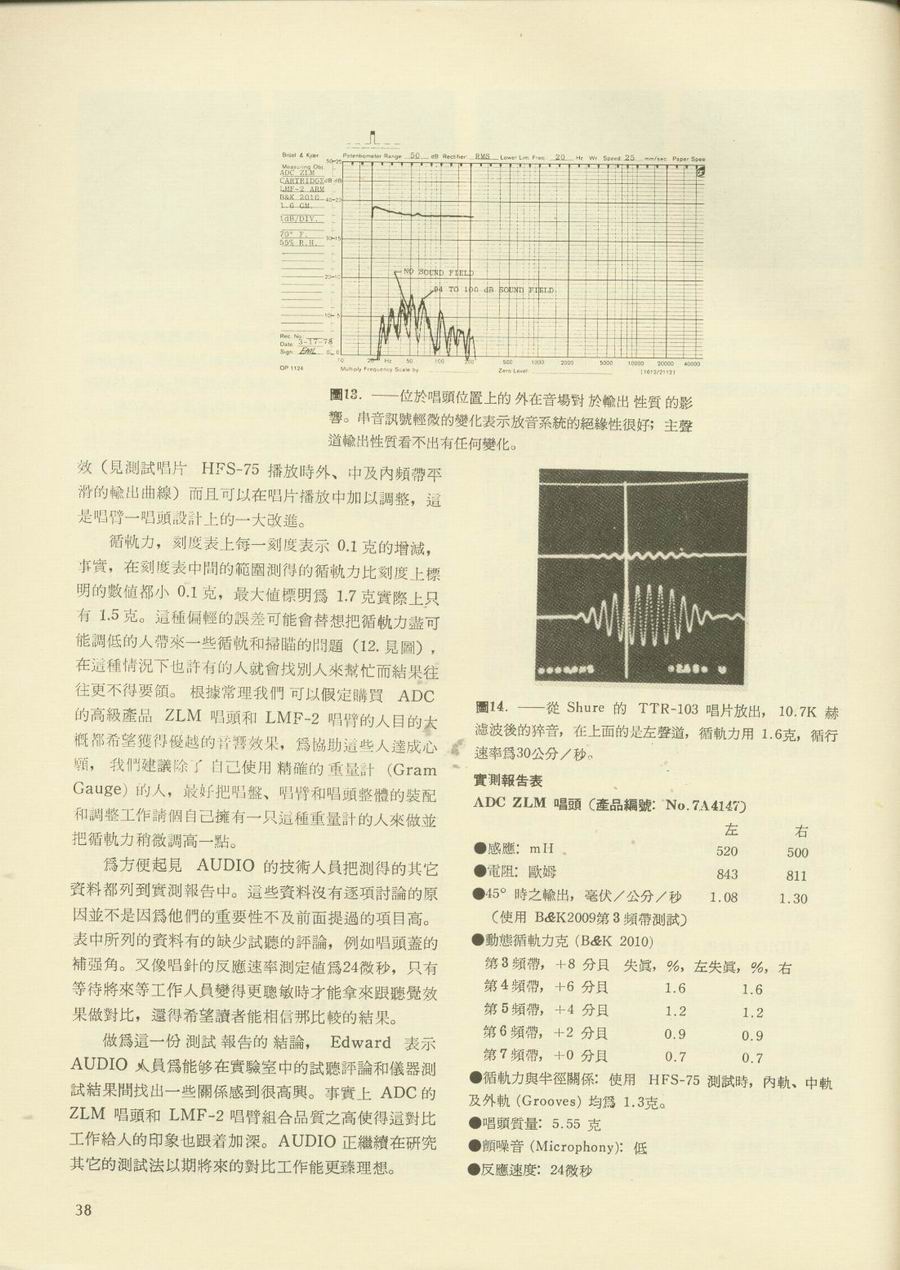 Brüel & Kjær
Potentiometer Range 50 dB Rectifier RMS Lower Lim. Freq. 20 Hz Wr. Speed 25 mm/sec Paper Speed
Measuring Obj.
ADC ZLM
CARTRIDGE
LMF-2 ARM
B&K 2010
1.6 GM.
1dB/DIV.
70° F.
55% R.H.
NO SOUND FIELD
94 TO 100 dB SOUND FIELD
Rec. No.
Date 3-17-78
Sign.
10 20 Hz 50 100 200 500 1000 2000 5000 10000 20000 40000
QP 1124
Multiply Frequency Scale by
Zero Level
(1612/2112)
圖13. ——位於唱頭位置上的外在音場對於輸出性質的影
響。串音訊號輕微的變化表示放音系統的絕緣性很好；主聲
道輸出性質看不出有任何變化。
效（見測試唱片 HFS-75 播放時外、中及內頻帶平
滑的輸出曲線）而且可以在唱片播放中加以調整，這
是唱臂一唱頭設計上的一大改進。
循軌力，刻度表上每一刻度表示 0.1 克的增減，
事實，在刻度表中間的範圍測得的循軌力比刻度上標
明的數値都小 0.1 克，最大値標明爲 1.7 克實際上只
有 1.5 克。這種偏輕的誤差可能會替想把循軌力盡可
能調低的人帶來一些循軌和掃瞄的問題（12. 見圖），
在這種情況下也許有的人就會找別人來幫忙而結果往
往更不得要領。根據常理我們可以假定購買 ADC
的高級產品 ZLM 唱頭和 LMF-2 唱臂的人目的大
概都希望獲得優越的音響效果，爲協助這些人達成心
願，我們建議除了自己使用精確的重量計 (Gram
Gauge) 的人，最好把唱盤、唱臂和唱頭整體的裝配
和調整工作請個自己擁有一只這種重量計的人來做並
把循軌力稍微調高一點。
爲方便起見 AUDIO 的技術人員把測得的其它
資料都列到實測報告中。這些資料沒有逐項討論的原
因並不是因爲他們的重要性不及前面提過的項目高。
表中所列的資料有的缺少試聽的評論，例如唱頭蓋的
補强角。又像唱針的反應速率測定値爲24微秒，只有
等待將來等工作人員變得更聰敏時才能拿來跟聽覺效
果做對比，還得希望讀者能相信那比較的結果。
做爲這一份測試報告的結論，Edward 表示
AUDIO 人員爲能够在實驗室中的試聽評論和儀器測
試結果間找出一些關係感到很高興。事實上 ADC 的
ZLM 唱頭和 LMF-2 唱臂組合品質之高使得這對比
工作給人的印象也跟着加深。AUDIO 正繼續在硏究
其它的測試法以期將來的對比工作能更臻理想。
圖14. ——從 Shure 的 TTR-103 唱片放出，10.7K 赫
濾波後的猝音，在上面的是左聲道，循軌力用 1.6克，循行
速率爲30公分／秒。
實測報告表
ADC ZLM 唱頭（產品編號：No.7A4147）
左 右
●感應：mH 520 500
●電阻：歐姆 843 811
●45° 時之輸出，毫伏／公分／秒 1.08 1.30
（使用 B&K2009第 3 頻帶測試）
●動態循軌力克 (B&K 2010)
第 3 頻帶，+8 分貝 失眞，%，左失眞，%，右
第 4 頻帶，+6 分貝 1.6 1.6
第 5 頻帶，+4 分貝 1.2 1.2
第 6 頻帶，+2 分貝 0.9 0.9
第 7 頻帶，+0 分貝 0.7 0.7
●循軌力與半徑關係：使用 HFS-75 測試時，內軌、中軌
及外軌 (Grooves) 均爲 1.3克。
●唱頭質量：5.55 克
●顫噪音 (Microphony)：低
●反應速度：24微秒
38